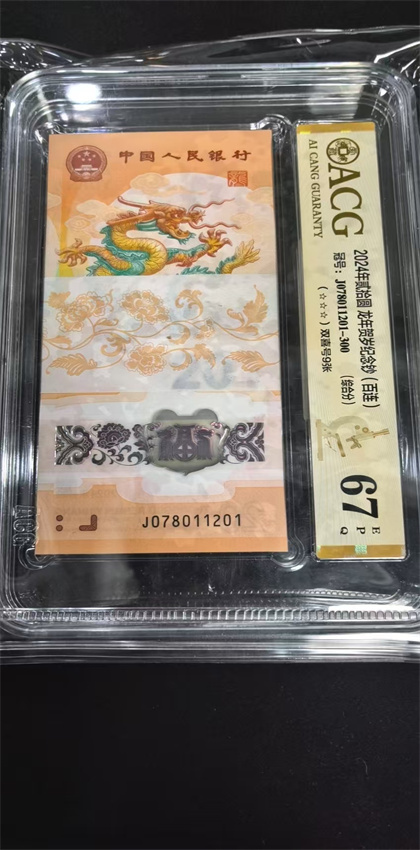 中国人民银行
J078011201
ACG
AI CANG GUARANTY
2024年贰拾圆 龙年贺岁纪念钞（百连）
冠号：J078011201-300
（综合分）
（☆☆☆）双嘉号9张
67
E
P
Q